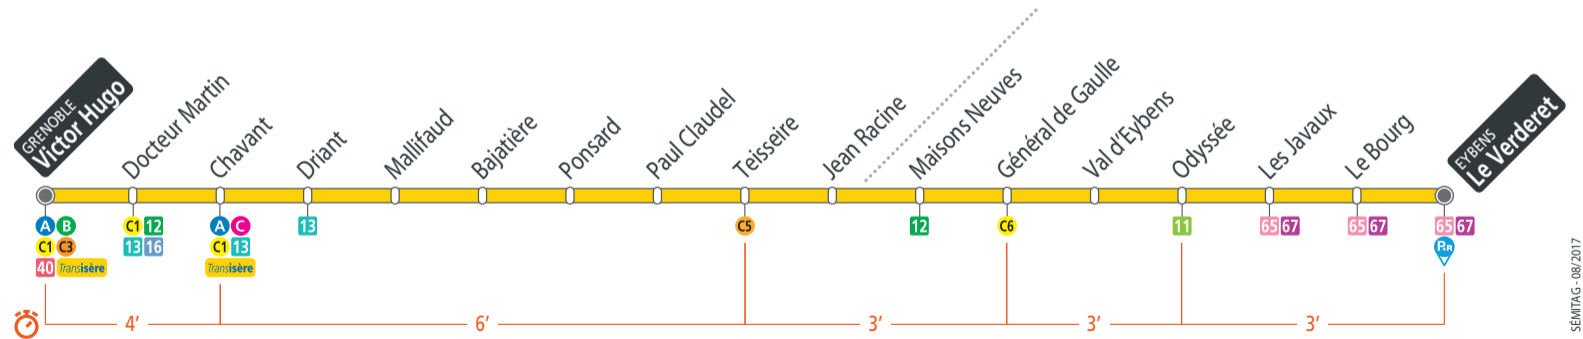 GRENOBLE
Victor Hugo
Docteur Martin
Chavant
Driant
Mallifaud
Bajatière
Ponsard
Paul Claudel
Teisseire
Jean Racine
Maisons Neuves
Général de Gaulle
Val d'Eybens
Odyssée
Les Javaux
Le Bourg
EYBENS
Le Verderet
A B
C1 C3
40 Transisère
C1 12
13 16
A C
C1 13
Transisère
13
C5
12
C6
11
65 67
65 67
65 67
P+R
4’
6’
3’
3’
3’
SÉMITAG - 08/2017